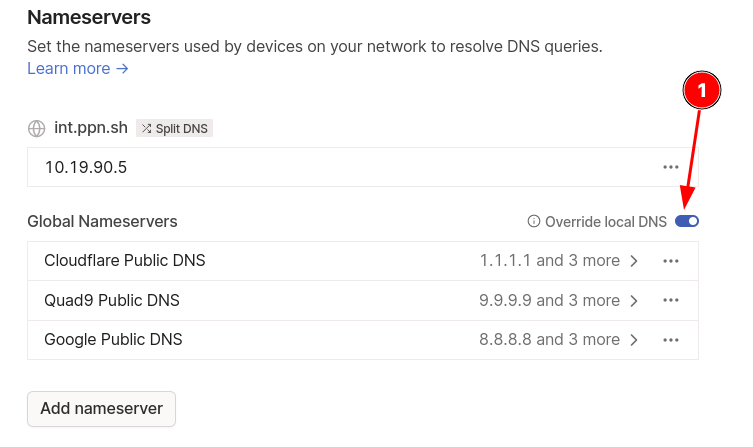 Nameservers
Set the nameservers used by devices on your network to resolve DNS queries.
Learn more →
1
int.ppn.sh Split DNS
10.19.90.5 ...
Global Nameservers Override local DNS
Cloudflare Public DNS 1.1.1.1 and 3 more > ...
Quad9 Public DNS 9.9.9.9 and 3 more > ...
Google Public DNS 8.8.8.8 and 3 more > ...
Add nameserver